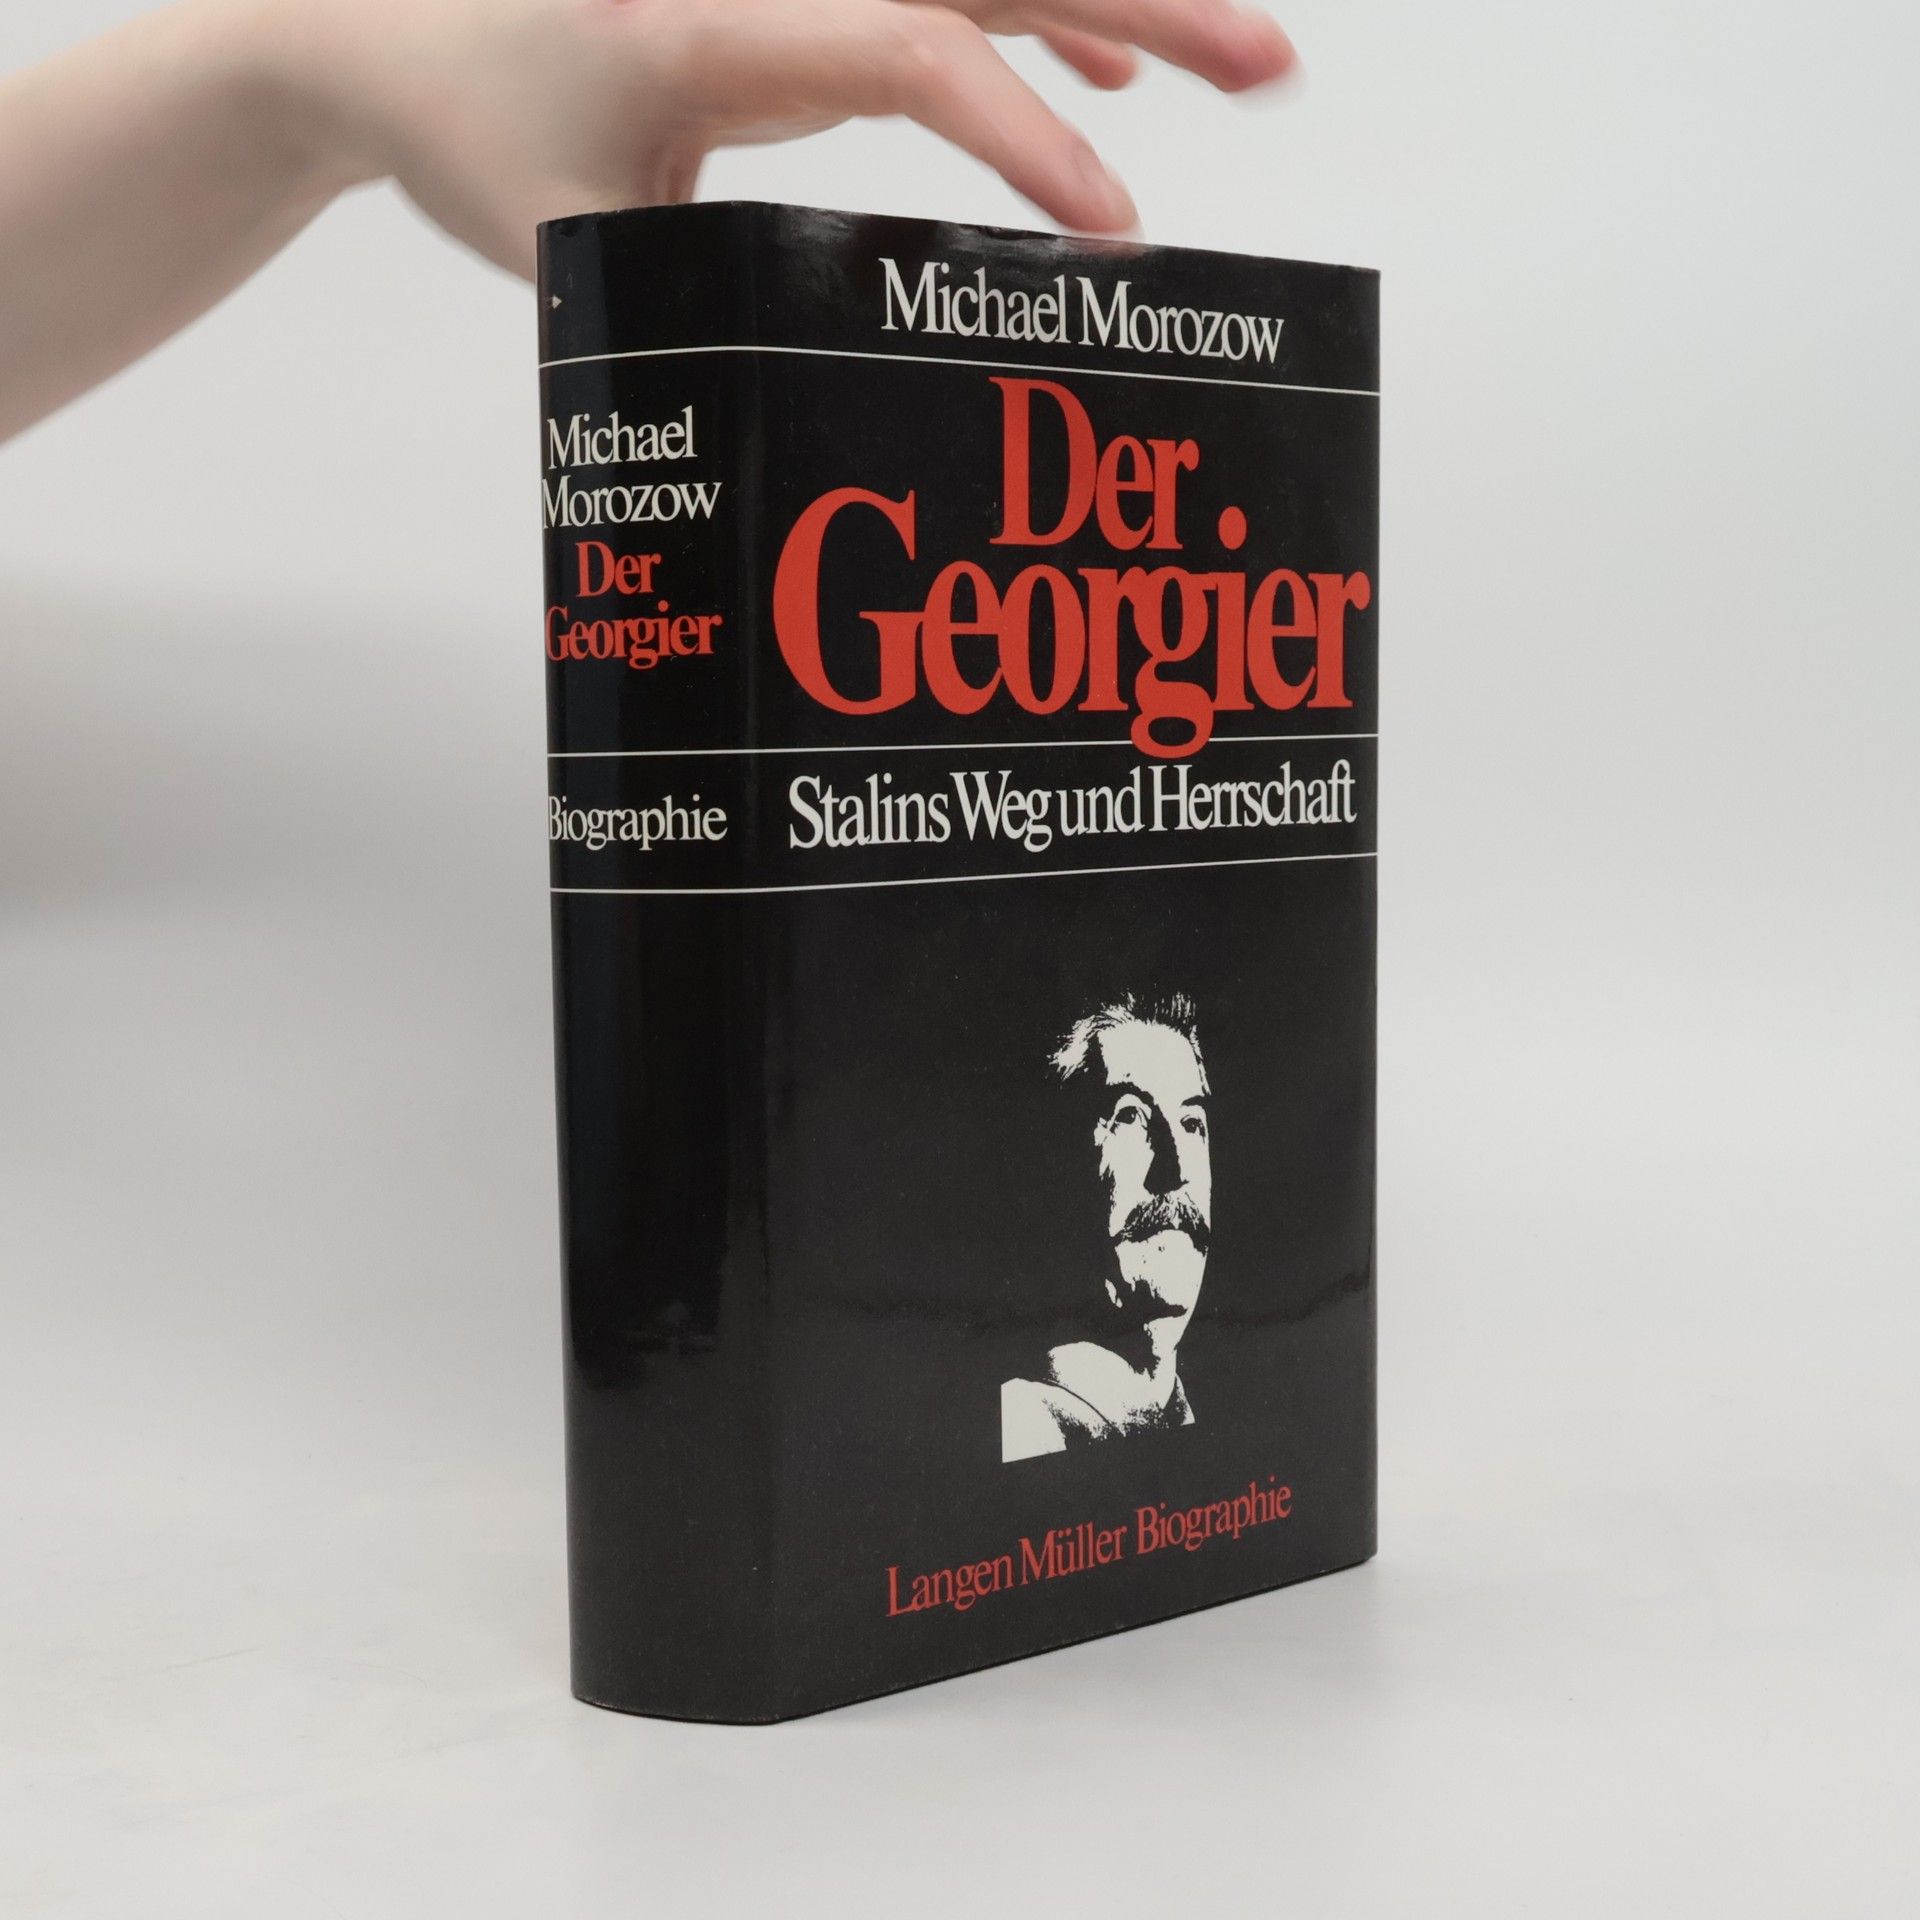 Michael Morozow
Der
Georgier
Stalins Weg und Herrschaft
Langen Müller Biographie
Michael
Morozow
Der
Georgier
Biographie